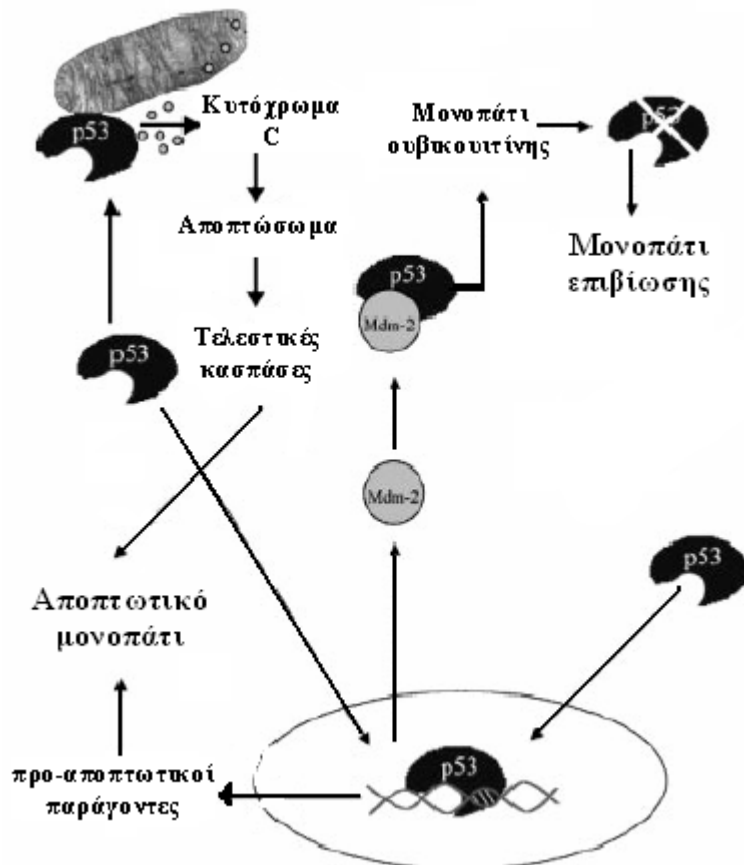 p53
Κυτόχρωμα
C
Αποπτώσωμα
Τελεστικές
κασπάσες
p53
Αποπτωτικό
μονοπάτι
προ-αποπτωτικοί
παράγοντες
Μονοπάτι
ουβικουιτίνης
p53
Μονοπάτι
επιβίωσης
p53
Mdm-2
Mdm-2
p53
p53